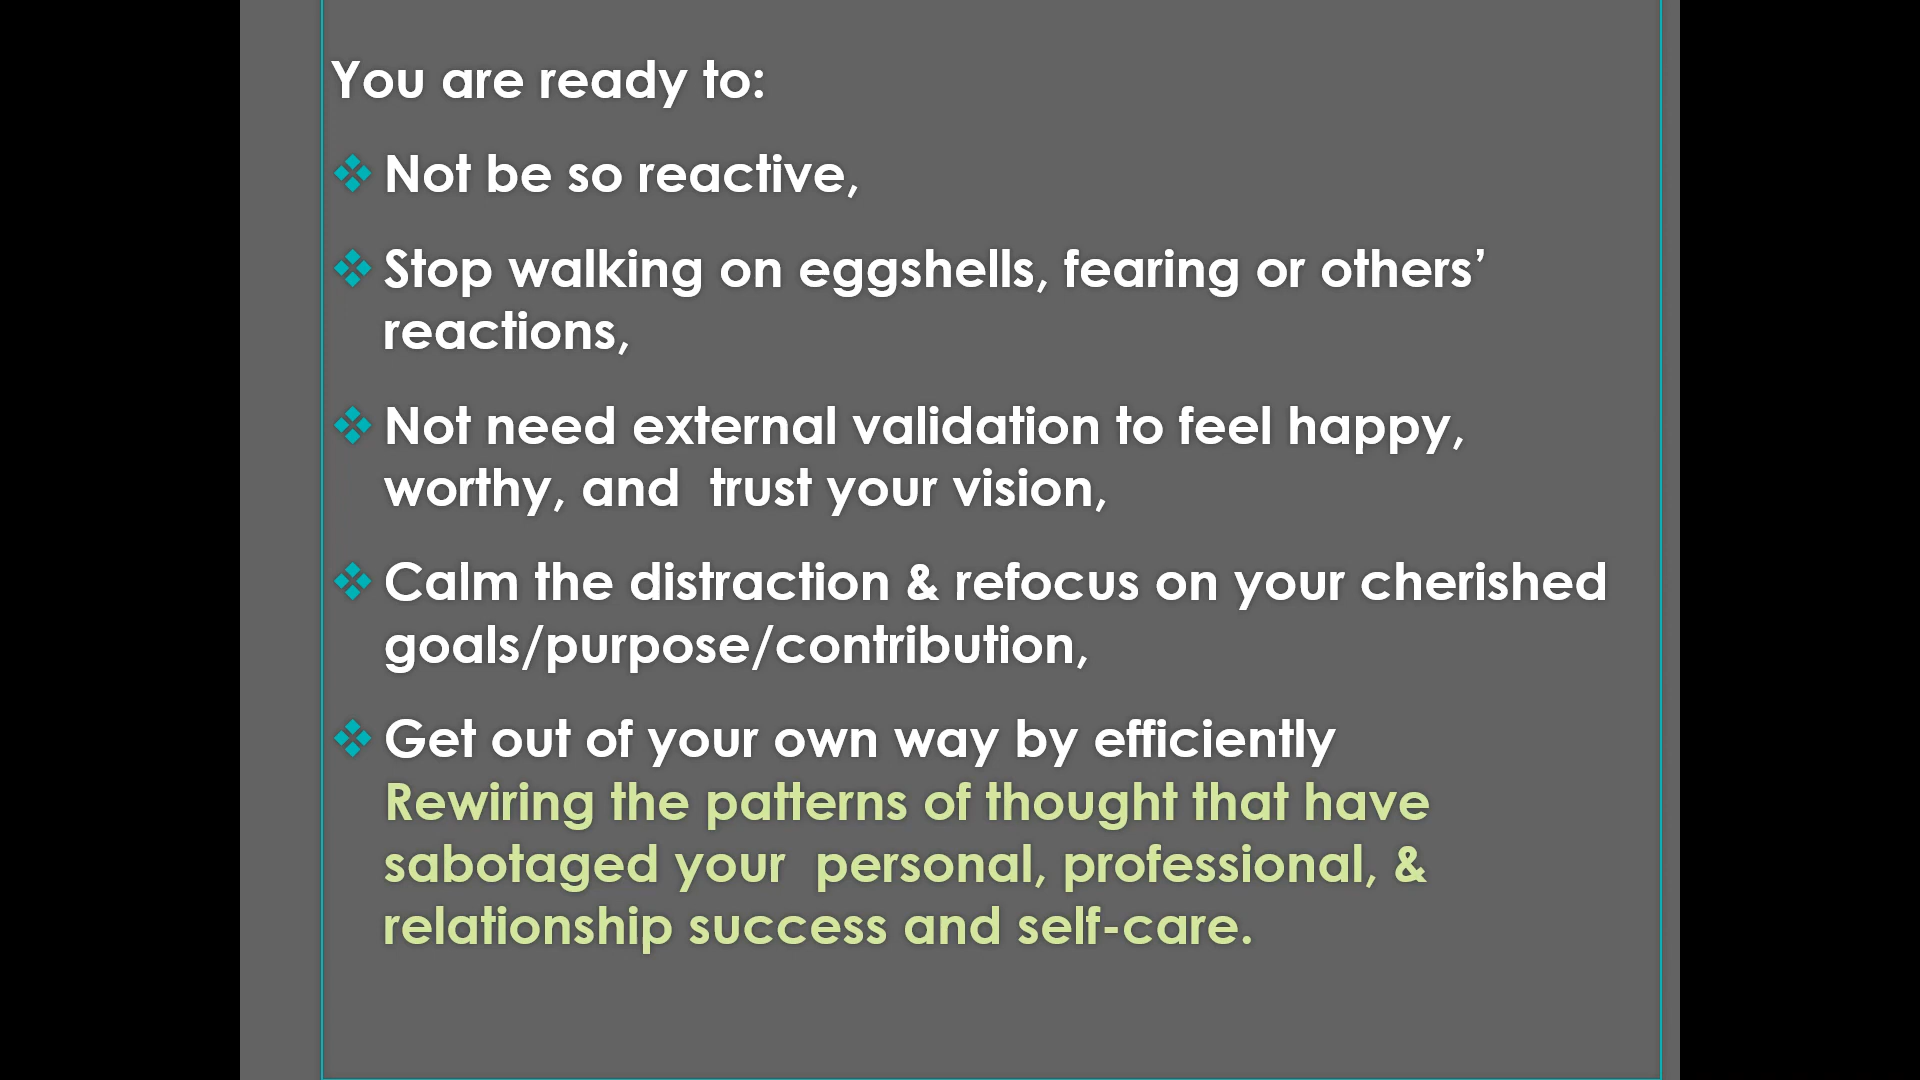 You are ready to:
❖ Not be so reactive,
❖ Stop walking on eggshells, fearing or others’
reactions,
❖ Not need external validation to feel happy,
worthy, and  trust your vision,
❖ Calm the distraction & refocus on your cherished
goals/purpose/contribution,
❖ Get out of your own way by efficiently
Rewiring the patterns of thought that have
sabotaged your  personal, professional, &
relationship success and self-care.